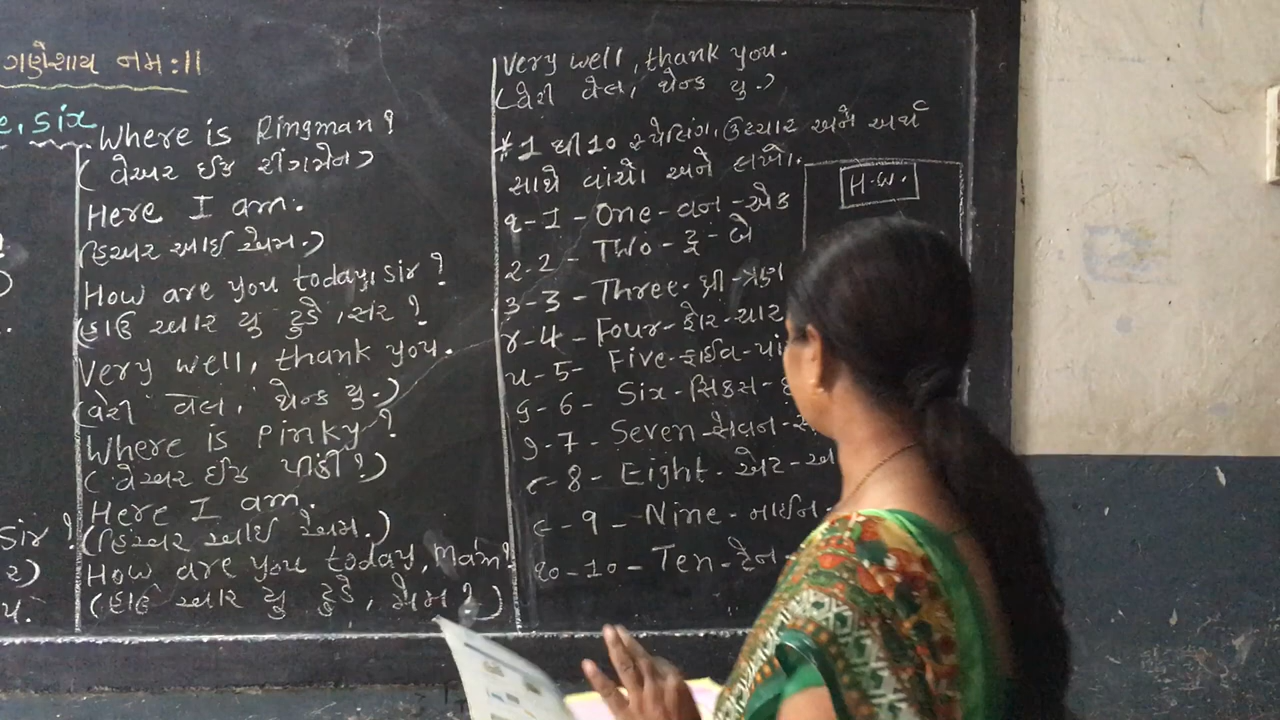 ગણેશાય નમઃ॥
six
Where is Ringman?
(વેઅર ઈઝ રીંગમેન)
Here I am.
(હિઅર આઈ એમ.)
How are you today, sir?
(હાઉ આર યુ ટુડે, સર?
Very well, thank you.
(વેરી વેલ, થેન્ક યુ.)
Where is Pinky?
(વેઅર ઈઝ પીંકી?)
Here I am.
Sir?
(હિઅર આઈ એમ.)
How are you today, Mam?
(હાઉ આર યુ ટુડે, મેમ?)
Very well, thank you.
(વેરી વેલ, થેન્ક યુ.)
* 1 થી 10 સ્પેલિંગ, ઉચ્ચાર અને અર્થ
સાથે વાંચો અને લખો.
H.W.
૧-1-One-વન-એક
૨-2-Two-ટુ-બે
૩-3-Three-થ્રી-ત્રણ
૪-4-Four-ફોર-ચાર
૫-5-Five-ફાઈવ
૬-6-Six-સિકસ
૭-7-Seven-સેવન
૮-8-Eight-એટ
૯-9-Nine-નાઈન
૧૦-10-Ten-ટેન